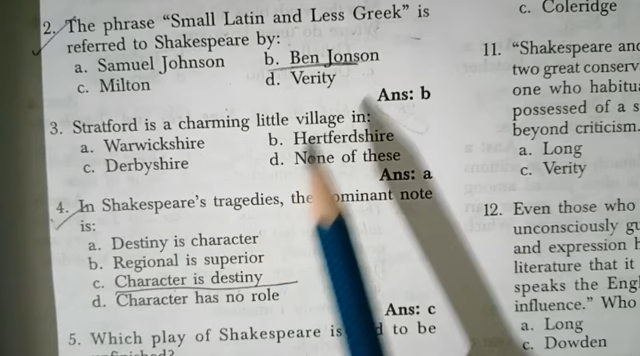 2. The phrase "Small Latin and Less Greek" is
referred to Shakespeare by:
a. Samuel Johnson b. Ben Jonson
c. Milton d. Verity
Ans: b
3. Stratford is a charming little village in:
a. Warwickshire b. Hertferdshire
c. Derbyshire d. None of these
Ans: a
4. In Shakespeare's tragedies, the ominant note
is:
a. Destiny is character
b. Regional is superior
c. Character is destiny
d. Character has no role
Ans: c
5. Which play of Shakespeare is to be
c. Coleridge
11. "Shakespeare and
two great conserv
one who habitua
possessed of a s
beyond criticism.
a. Long
c. Verity
12. Even those who
unconsciously gu
and expression h
literature that it
speaks the Engl
influence." Who
a. Long
c. Dowden